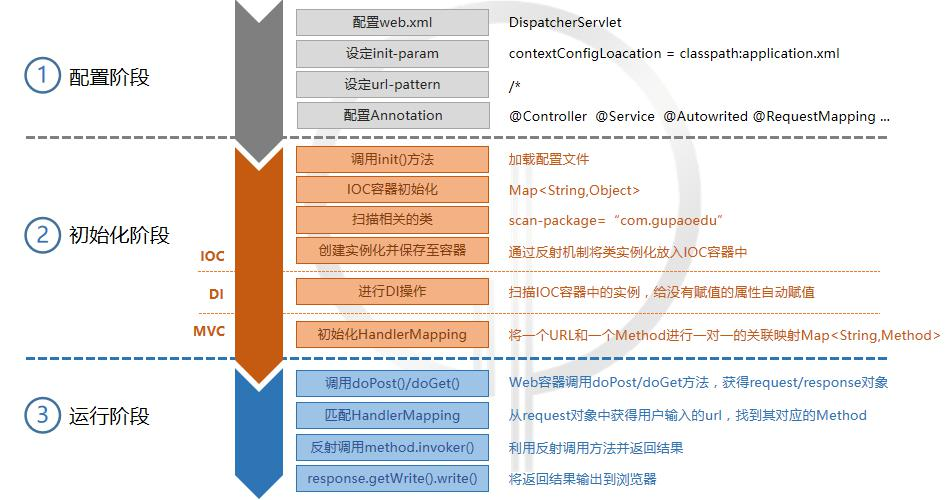 配置web.xml DispatcherServlet
设定init-param contextConfigLoacation = classpath:application.xml
① 配置阶段
设定url-pattern /*
配置Annotation @Controller @Service @Autowrited @RequestMapping ...
调用init()方法 加载配置文件
IOC容器初始化 Map<String,Object>
扫描相关的类 scan-package=“com.gupaoedu”
② 初始化阶段
创建实例化并保存至容器 通过反射机制将类实例化放入IOC容器中
IOC
DI 进行DI操作 扫描IOC容器中的实例，给没有赋值的属性自动赋值
MVC 初始化HandlerMapping 将一个URL和一个Method进行一对一的关联映射Map<String,Method>
调用doPost()/doGet() Web容器调用doPost/doGet方法，获得request/response对象
③ 运行阶段 匹配HandlerMapping 从request对象中获得用户输入的url，找到其对应的Method
反射调用method.invoker() 利用反射调用方法并返回结果
response.getWrite().write() 将返回结果输出到浏览器